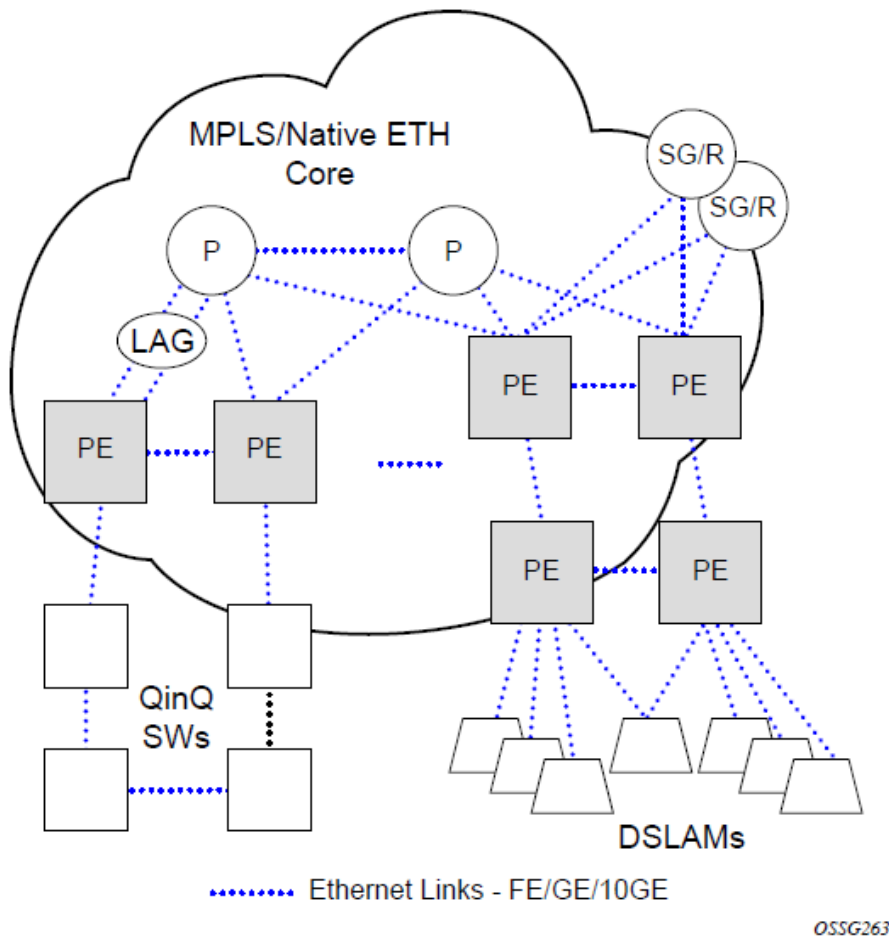 MPLS/Native ETH
Core
SG/R
SG/R
P
P
LAG
PE
PE
PE
PE
PE
PE
QinQ
SWs
DSLAMs
Ethernet Links - FE/GE/10GE
OSSG263